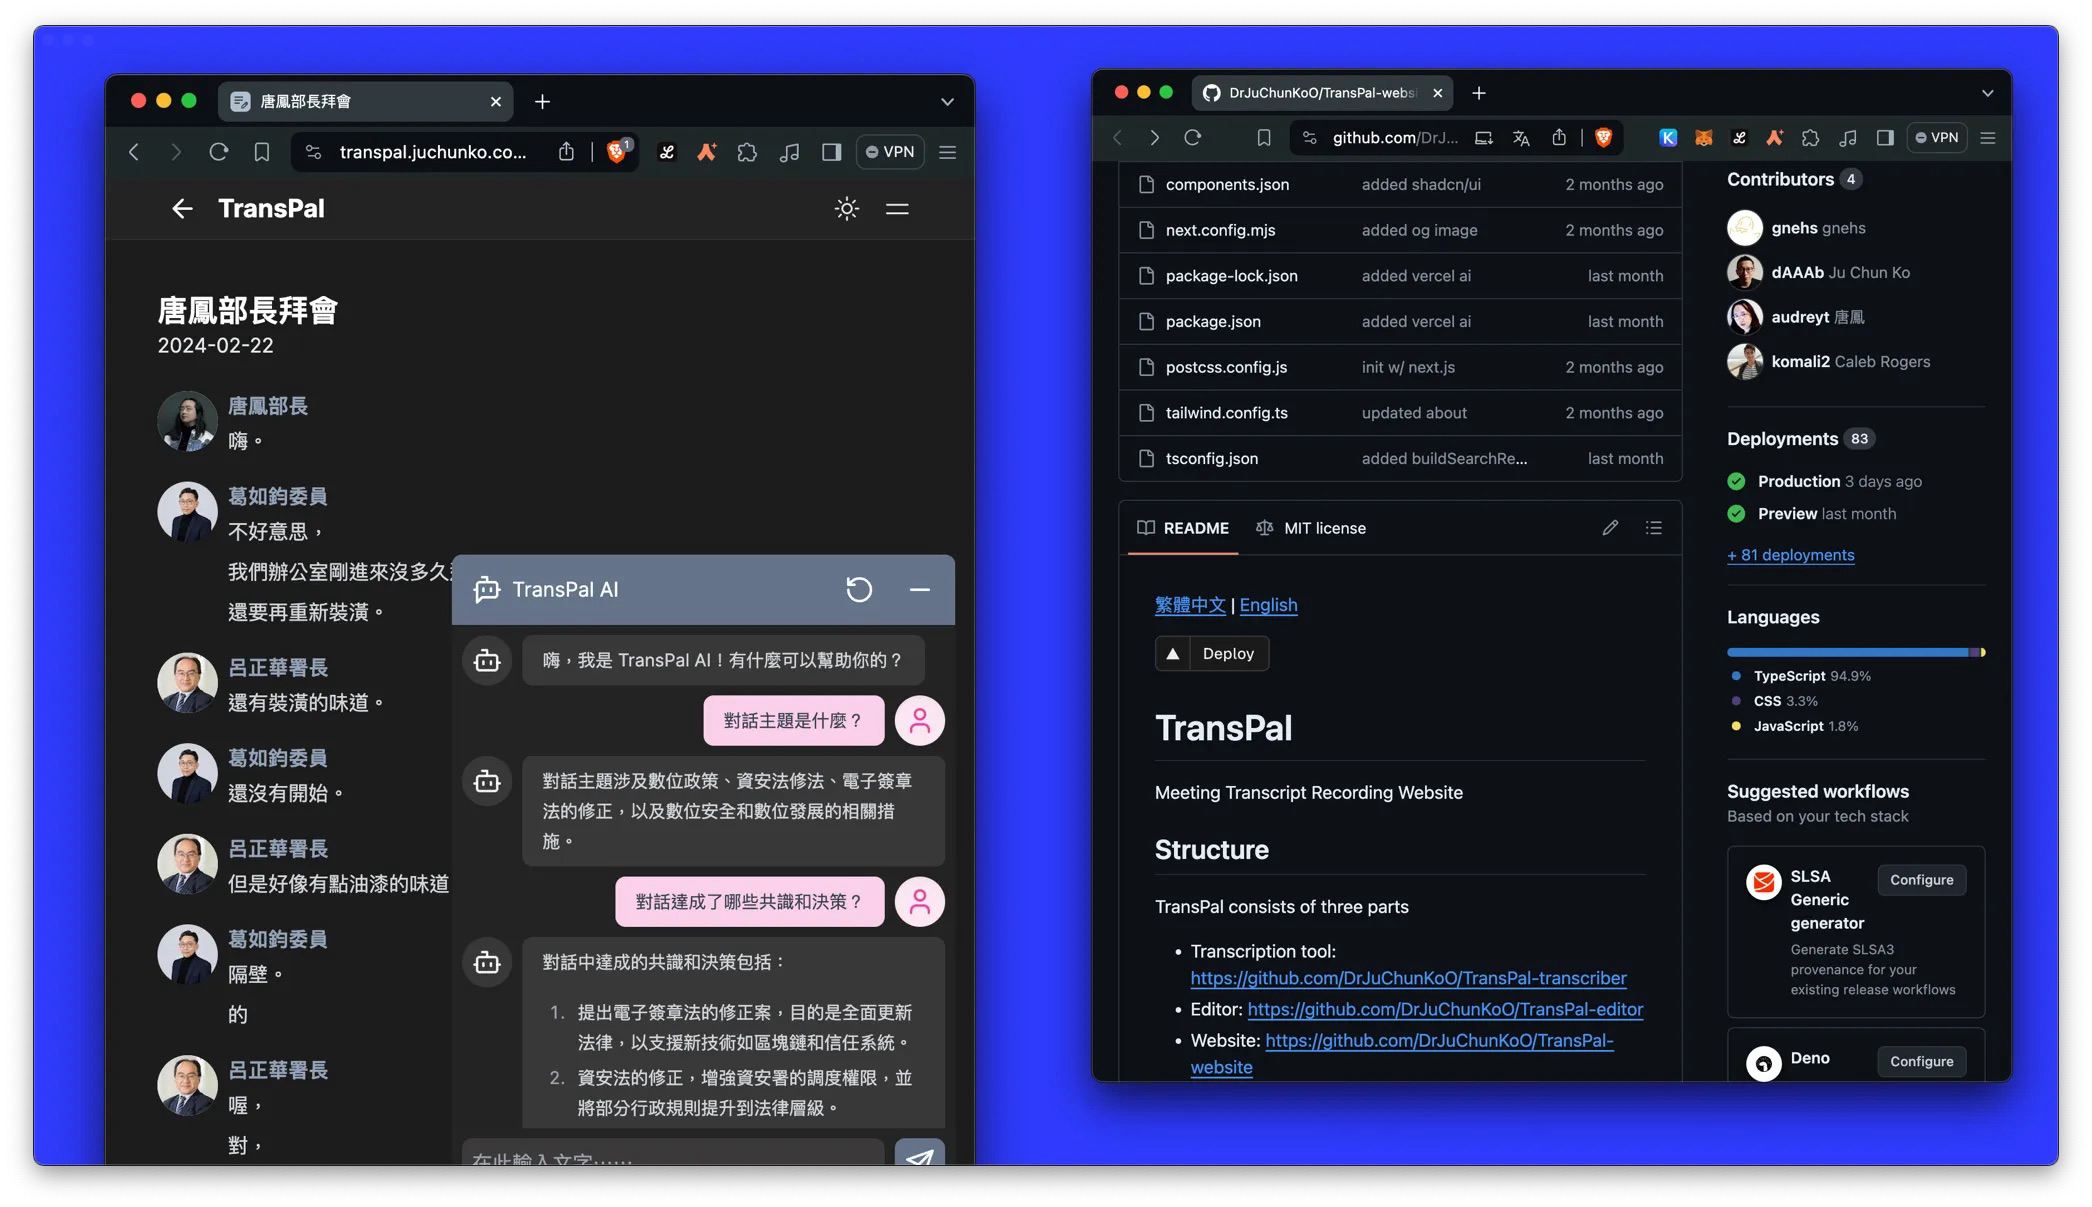 唐鳳部長拜會
transpal.juchunko.co...
1
VPN
TransPal
唐鳳部長拜會
2024-02-22
唐鳳部長
嗨。
葛如鈞委員
不好意思，
我們辦公室剛進來沒多久
還要再重新裝潢。
呂正華署長
還有裝潢的味道。
葛如鈞委員
還沒有開始。
呂正華署長
但是好像有點油漆的味道
葛如鈞委員
隔壁。
的
呂正華署長
喔，
對，
TransPal AI
嗨，我是 TransPal AI！有什麼可以幫助你的？
對話主題是什麼？
對話主題涉及數位政策、資安法修法、電子簽章
法的修正，以及數位安全和數位發展的相關措
施。
對話達成了哪些共識和決策？
對話中達成的共識和決策包括：
1. 提出電子簽章法的修正案，目的是全面更新
法律，以支援新技術如區塊鏈和信任系統。
2. 資安法的修正，增強資安署的調度權限，並
將部分行政規則提升到法律層級。
在此輸入文字⋯⋯
DrJuChunKoO/TransPal-websi
github.com/DrJ...
VPN
components.json added shadcn/ui 2 months ago
next.config.mjs added og image 2 months ago
package-lock.json added vercel ai last month
package.json added vercel ai last month
postcss.config.js init w/ next.js 2 months ago
tailwind.config.ts updated about 2 months ago
tsconfig.json added buildSearchRe... last month
README MIT license
繁體中文 | English
Deploy
TransPal
Meeting Transcript Recording Website
Structure
TransPal consists of three parts
• Transcription tool:
https://github.com/DrJuChunKoO/TransPal-transcriber
• Editor: https://github.com/DrJuChunKoO/TransPal-editor
• Website: https://github.com/DrJuChunKoO/TransPal-
website
Contributors 4
gnehs gnehs
dAAAb Ju Chun Ko
audreyt 唐鳳
komali2 Caleb Rogers
Deployments 83
Production 3 days ago
Preview last month
+ 81 deployments
Languages
TypeScript 94.9%
CSS 3.3%
JavaScript 1.8%
Suggested workflows
Based on your tech stack
SLSA
Generic
generator
Configure
Generate SLSA3
provenance for your
existing release workflows
Deno
Configure